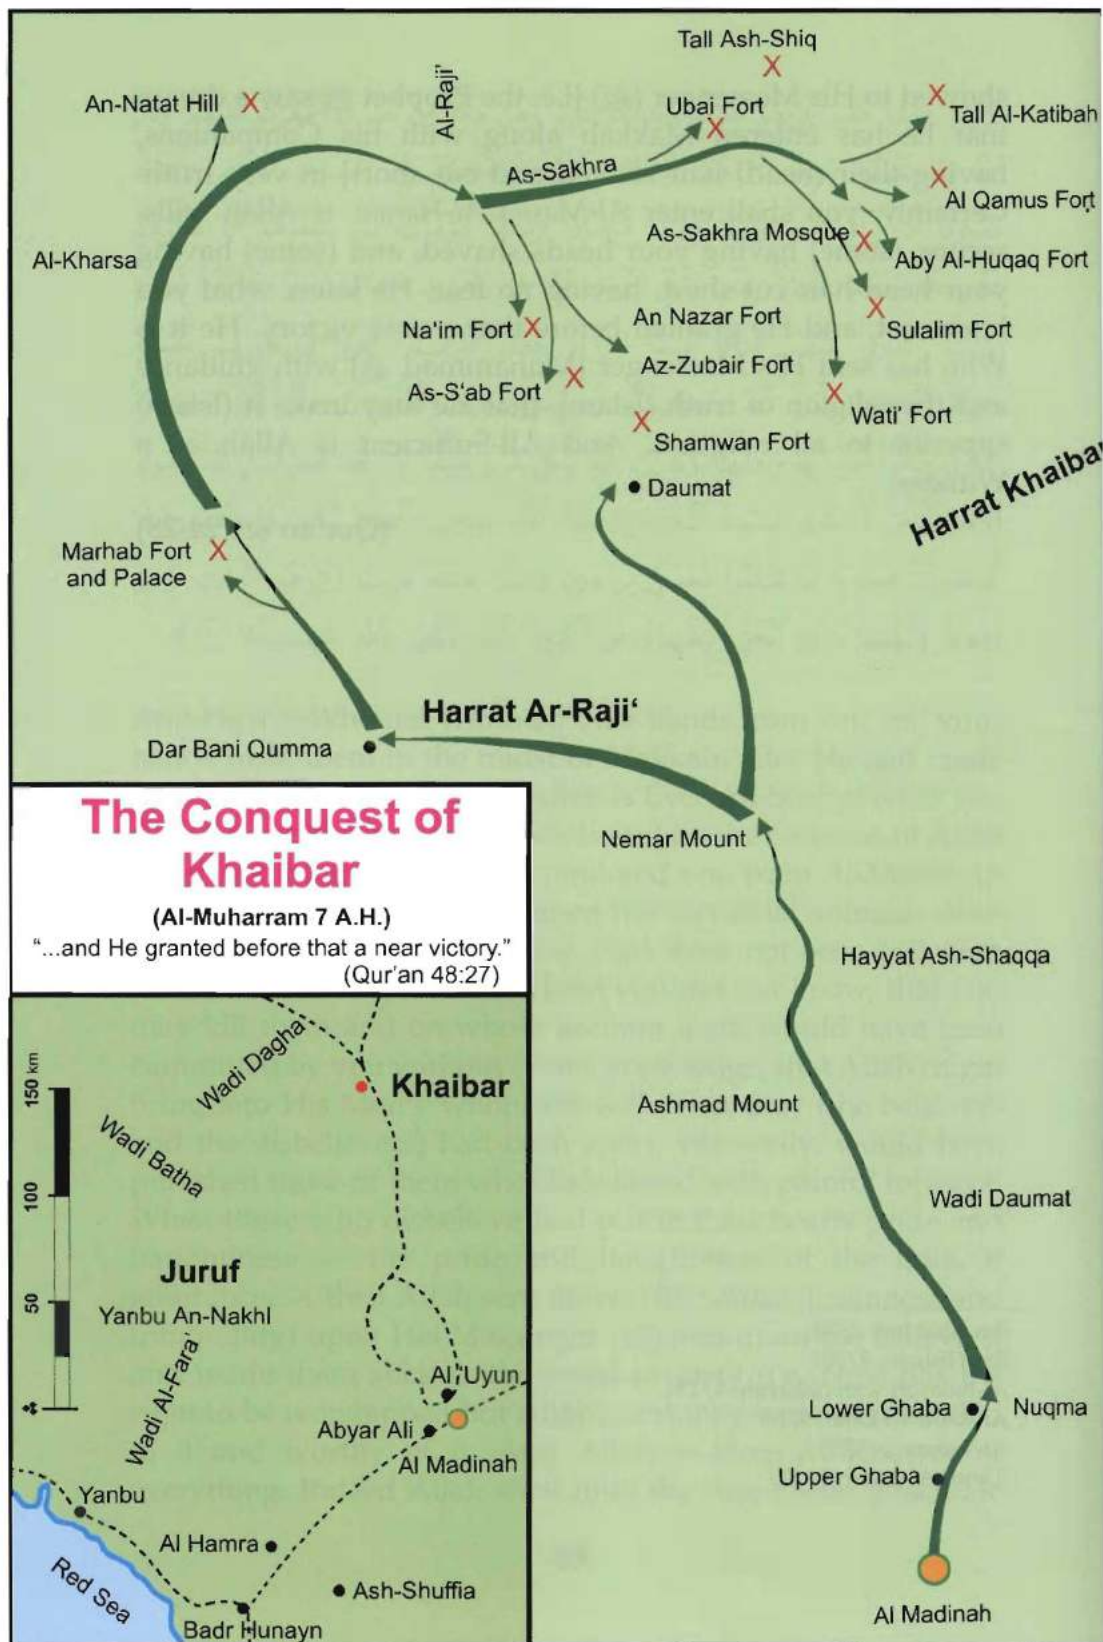 Tall Ash-Shiq
An-Natat Hill
Al-Raji'
Ubai Fort
Tall Al-Katibah
As-Sakhra
Al Qamus Fort
As-Sakhra Mosque
Al-Kharsa
Aby Al-Huqaq Fort
An Nazar Fort
Na'im Fort
Sulalim Fort
Az-Zubair Fort
As-S'ab Fort
Wati' Fort
Shamwan Fort
Daumat
Harrat Khaibar
Marhab Fort
and Palace
Harrat Ar-Raji‘
Dar Bani Qumma
Nemar Mount
The Conquest of
Khaibar
(Al-Muharram 7 A.H.)
“...and He granted before that a near victory.”
(Qur'an 48:27)
Hayyat Ash-Shaqqa
Ashmad Mount
Wadi Daumat
Lower Ghaba
Nuqma
Upper Ghaba
Al Madinah
150 km
100
50
Wadi Dagha
Khaibar
Wadi Batha
Juruf
Yanbu An-Nakhl
Wadi Al-Fara'
Al 'Uyun
Abyar Ali
Al Madinah
Yanbu
Al Hamra
Red Sea
Ash-Shuffia
Badr Hunayn